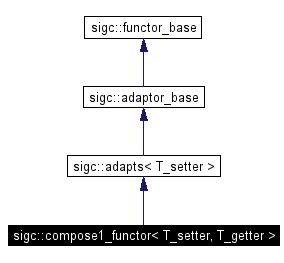 sigc::functor_base
sigc::adaptor_base
sigc::adapts< T_setter >
sigc::compose1_functor< T_setter, T_getter >